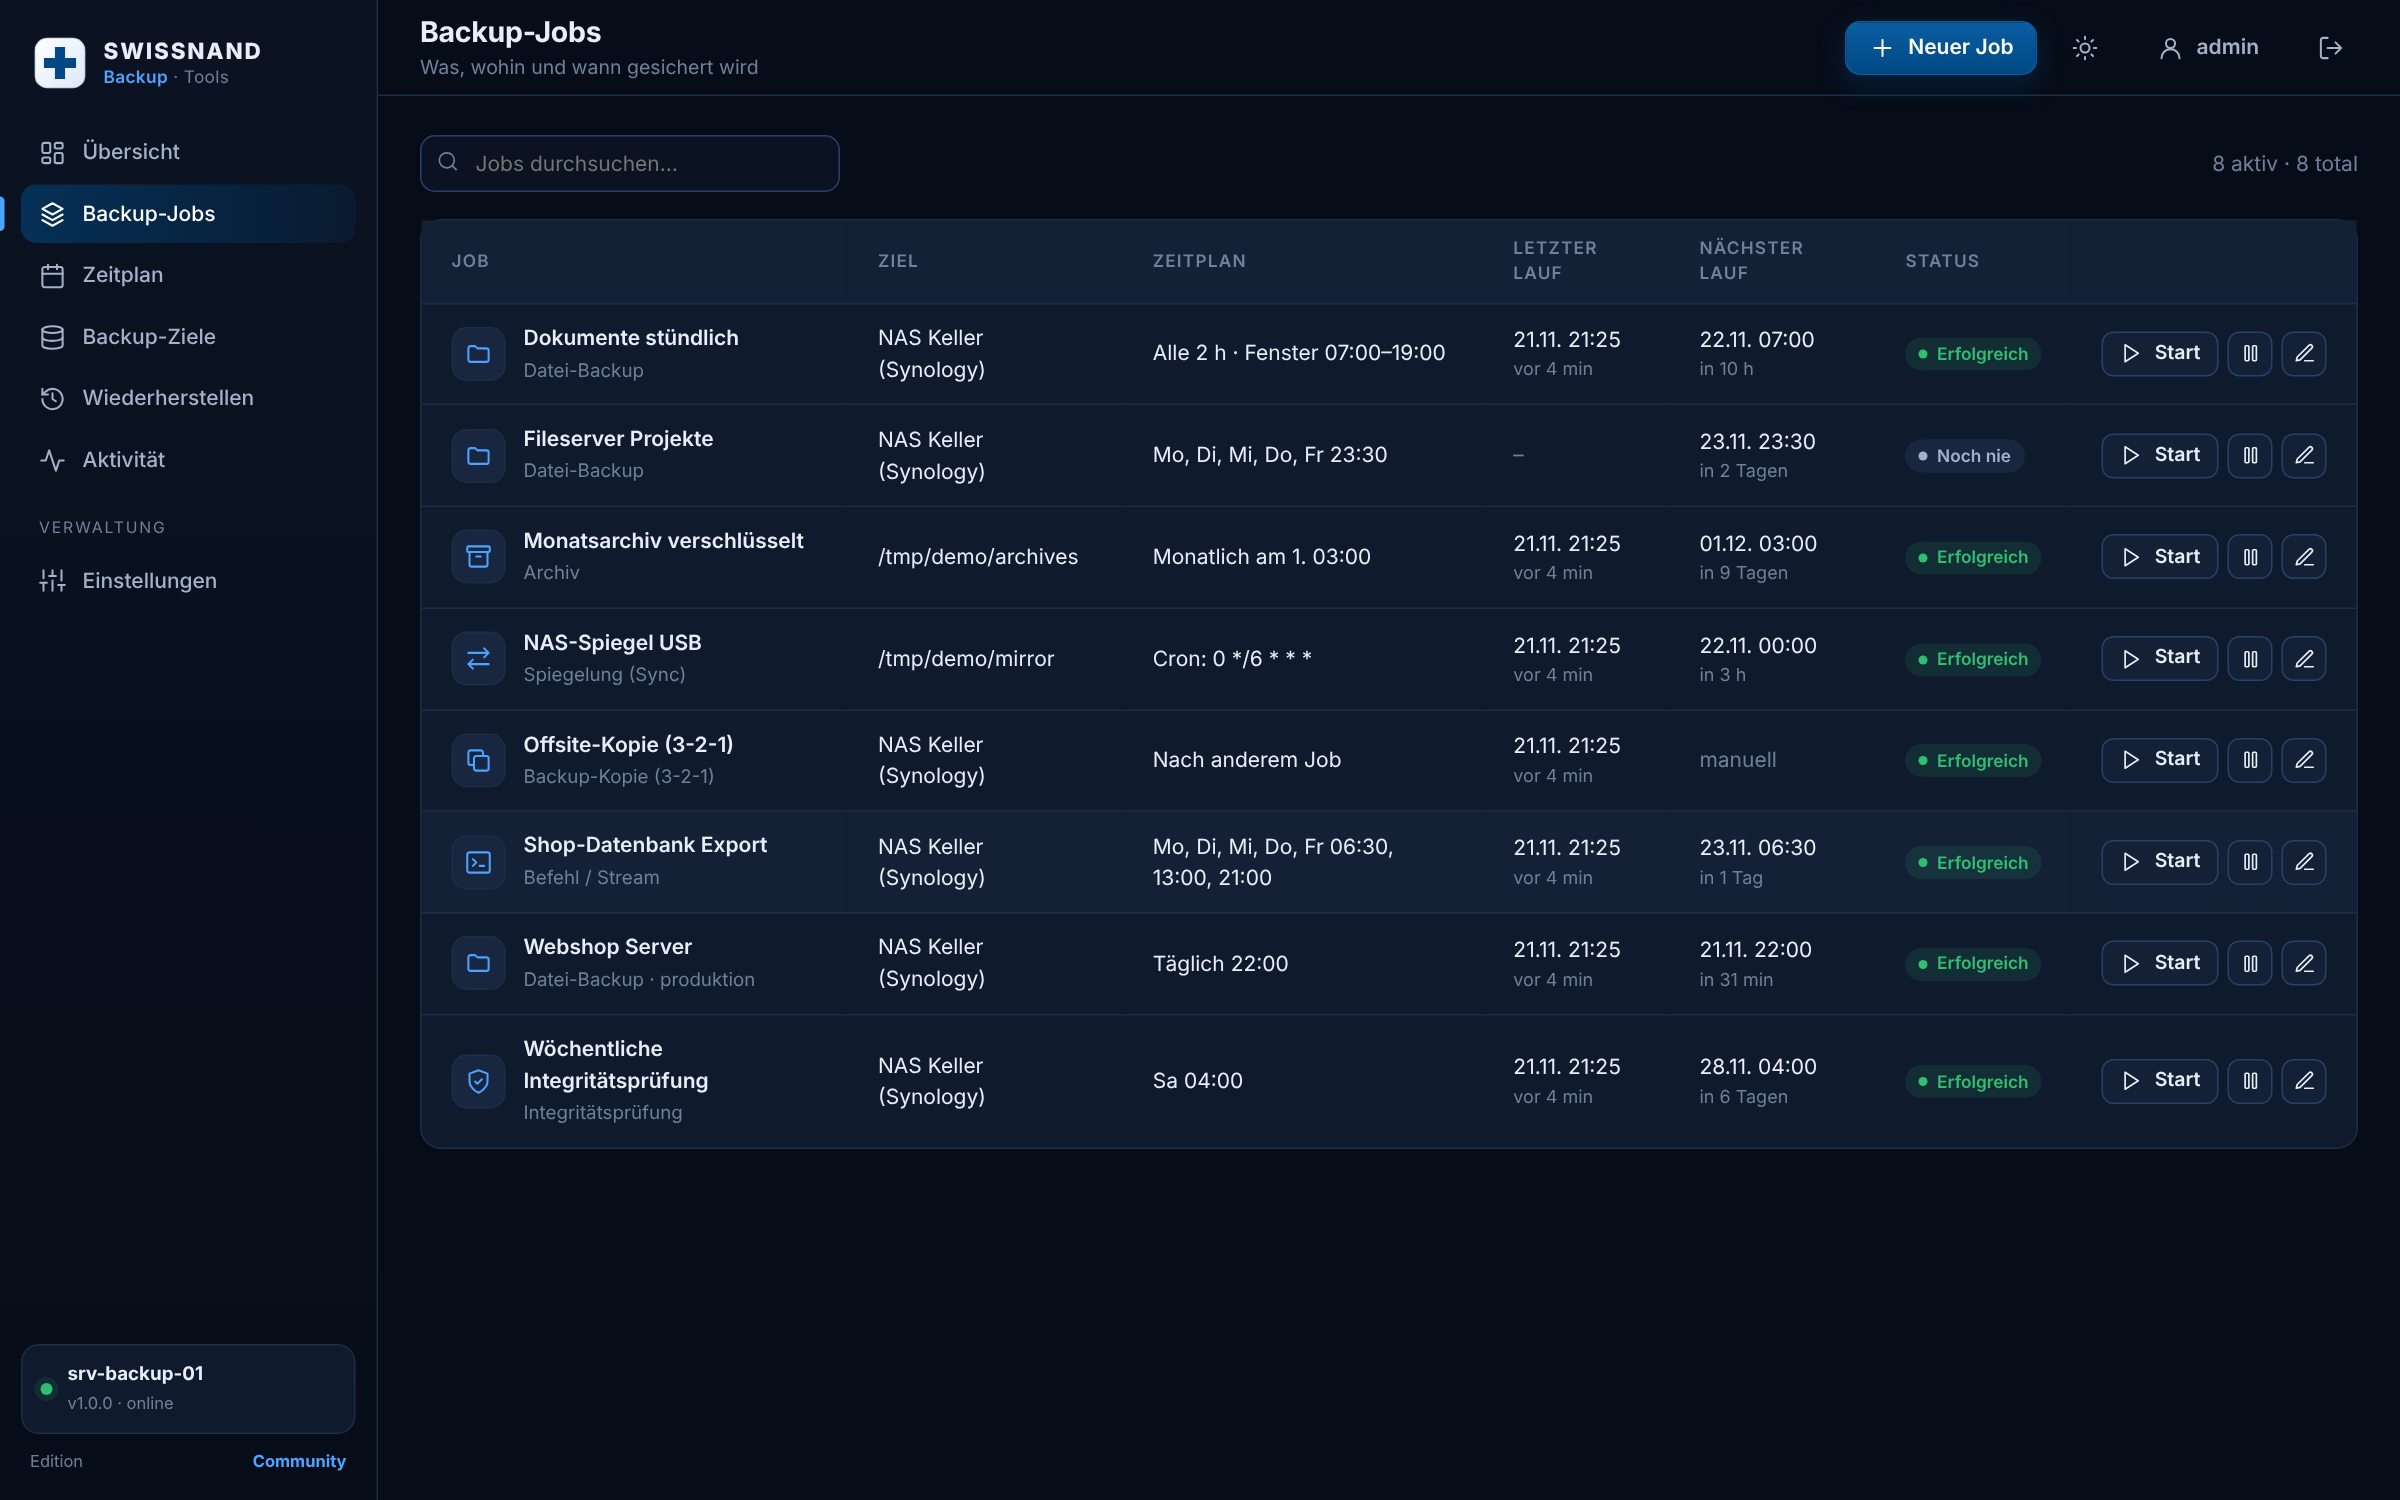 SWISSNAND
Backup · Tools
Übersicht
Backup-Jobs
Zeitplan
Backup-Ziele
Wiederherstellen
Aktivität
VERWALTUNG
Einstellungen
srv-backup-01
v1.0.0 · online
Edition Community
Backup-Jobs
Was, wohin und wann gesichert wird
Neuer Job
admin
Jobs durchsuchen...
8 aktiv · 8 total
JOB ZIEL ZEITPLAN LETZTER LAUF NÄCHSTER LAUF STATUS
Dokumente stündlich
Datei-Backup
NAS Keller
(Synology)
Alle 2 h · Fenster 07:00–19:00
21.11. 21:25
vor 4 min
22.11. 07:00
in 10 h
Erfolgreich
Start
Fileserver Projekte
Datei-Backup
NAS Keller
(Synology)
Mo, Di, Mi, Do, Fr 23:30
–
23.11. 23:30
in 2 Tagen
Noch nie
Start
Monatsarchiv verschlüsselt
Archiv
/tmp/demo/archives
Monatlich am 1. 03:00
21.11. 21:25
vor 4 min
01.12. 03:00
in 9 Tagen
Erfolgreich
Start
NAS-Spiegel USB
Spiegelung (Sync)
/tmp/demo/mirror
Cron: 0 */6 * * *
21.11. 21:25
vor 4 min
22.11. 00:00
in 3 h
Erfolgreich
Start
Offsite-Kopie (3-2-1)
Backup-Kopie (3-2-1)
NAS Keller
(Synology)
Nach anderem Job
21.11. 21:25
vor 4 min
manuell
Erfolgreich
Start
Shop-Datenbank Export
Befehl / Stream
NAS Keller
(Synology)
Mo, Di, Mi, Do, Fr 06:30,
13:00, 21:00
21.11. 21:25
vor 4 min
23.11. 06:30
in 1 Tag
Erfolgreich
Start
Webshop Server
Datei-Backup · produktion
NAS Keller
(Synology)
Täglich 22:00
21.11. 21:25
vor 4 min
21.11. 22:00
in 31 min
Erfolgreich
Start
Wöchentliche
Integritätsprüfung
Integritätsprüfung
NAS Keller
(Synology)
Sa 04:00
21.11. 21:25
vor 4 min
28.11. 04:00
in 6 Tagen
Erfolgreich
Start